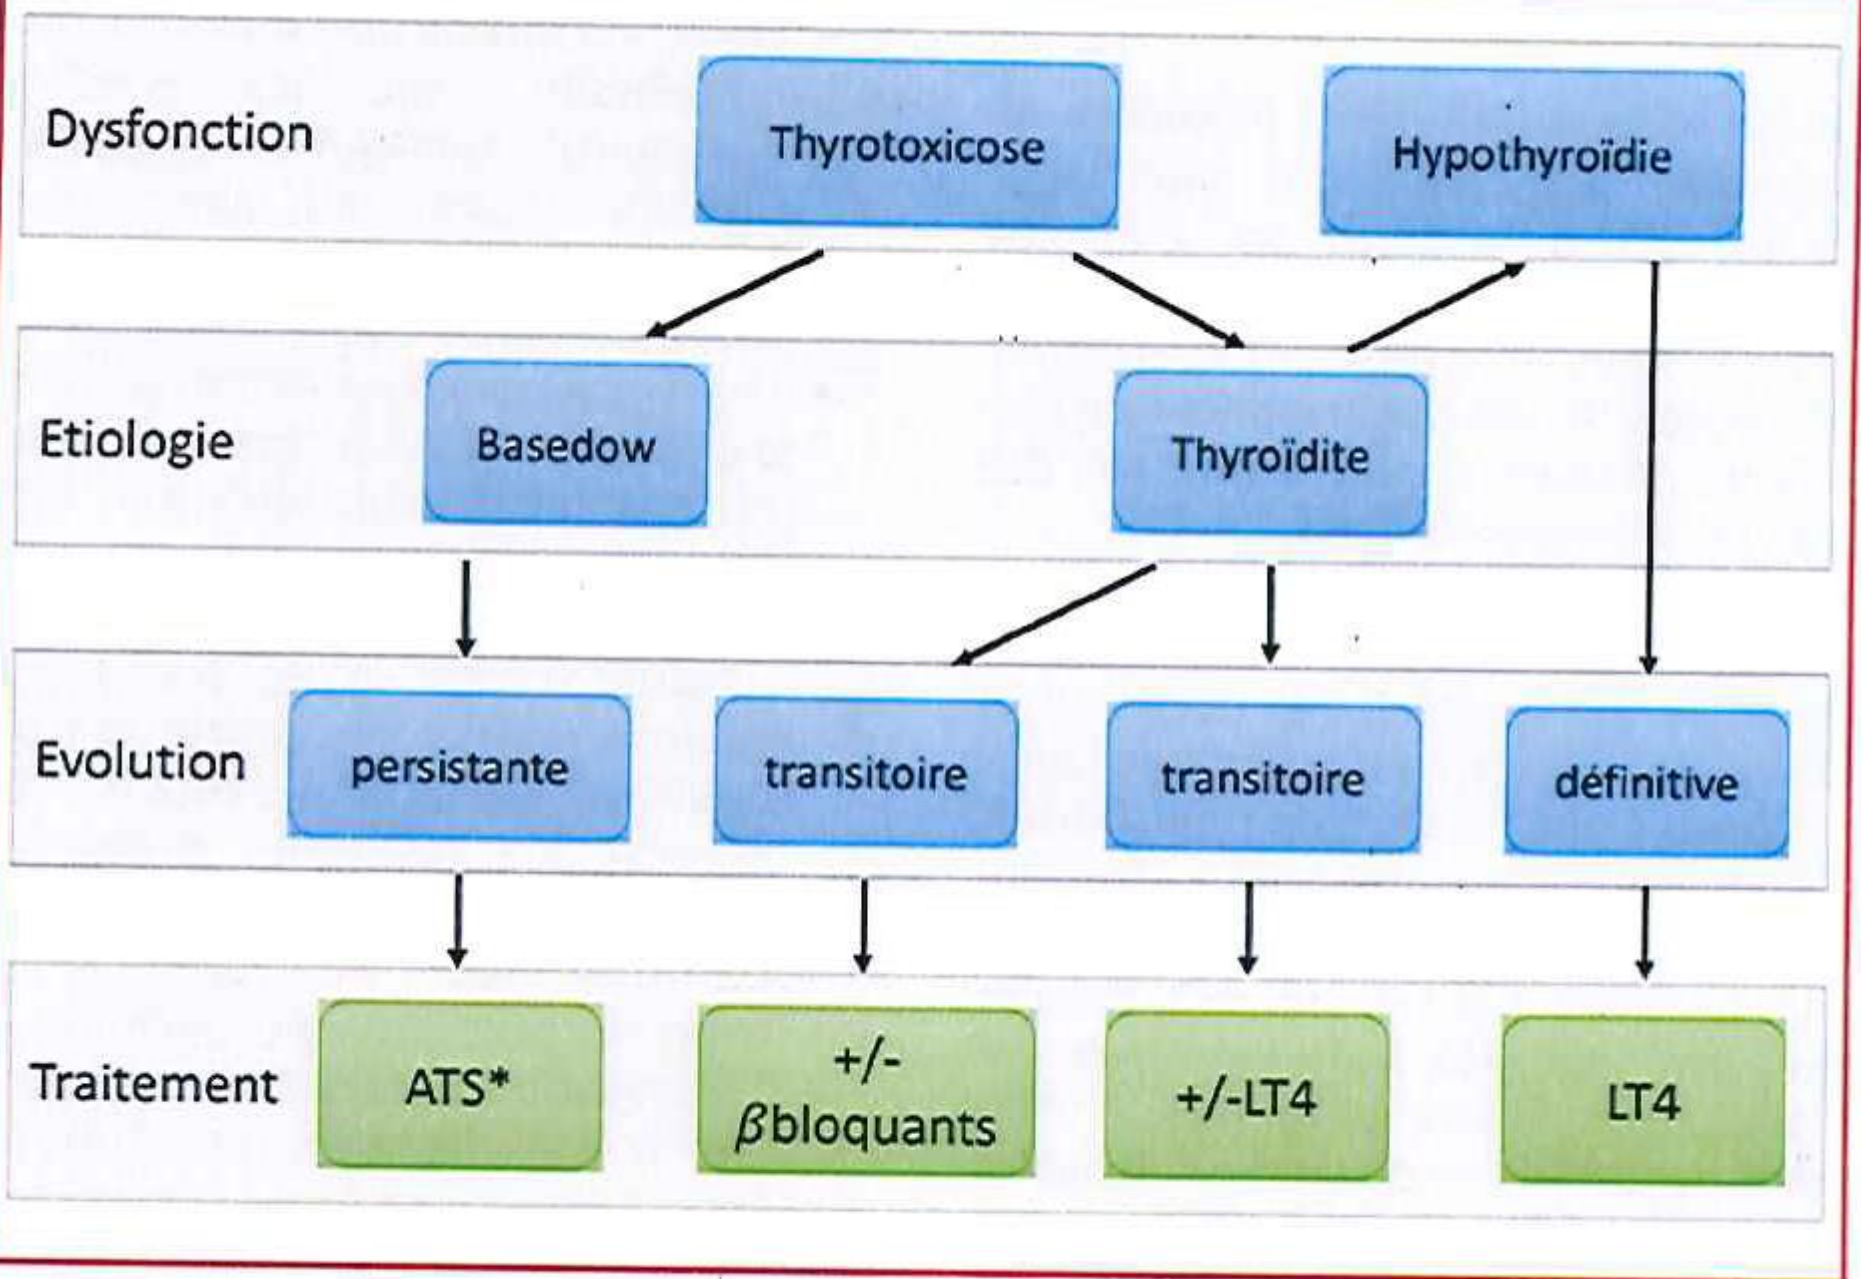 Dysfonction
Thyrotoxicose
Hypothyroïdie
Etiologie
Basedow
Thyroïdite
Evolution
persistante
transitoire
transitoire
définitive
Traitement
ATS*
+/-
βbloquants
+/-LT4
LT4